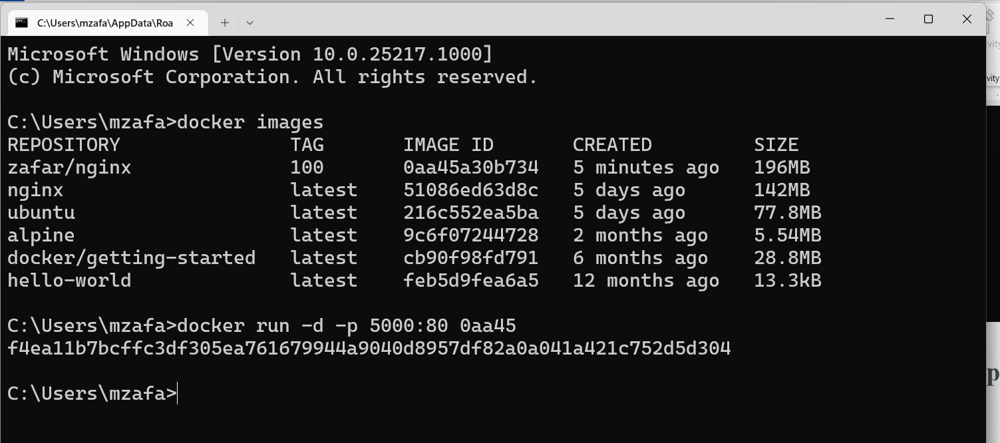 C:\Users\mzafa\AppData\Roa
Microsoft Windows [Version 10.0.25217.1000]
(c) Microsoft Corporation. All rights reserved.
C:\Users\mzafa>docker images
REPOSITORY TAG IMAGE ID CREATED SIZE
zafar/nginx 100 0aa45a30b734 5 minutes ago 196MB
nginx latest 51086ed63d8c 5 days ago 142MB
ubuntu latest 216c552ea5ba 5 days ago 77.8MB
alpine latest 9c6f07244728 2 months ago 5.54MB
docker/getting-started latest cb90f98fd791 6 months ago 28.8MB
hello-world latest feb5d9fea6a5 12 months ago 13.3kB
C:\Users\mzafa>docker run -d -p 5000:80 0aa45
f4ea11b7bcffc3df305ea761679944a9040d8957df82a0a041a421c752d5d304
C:\Users\mzafa>